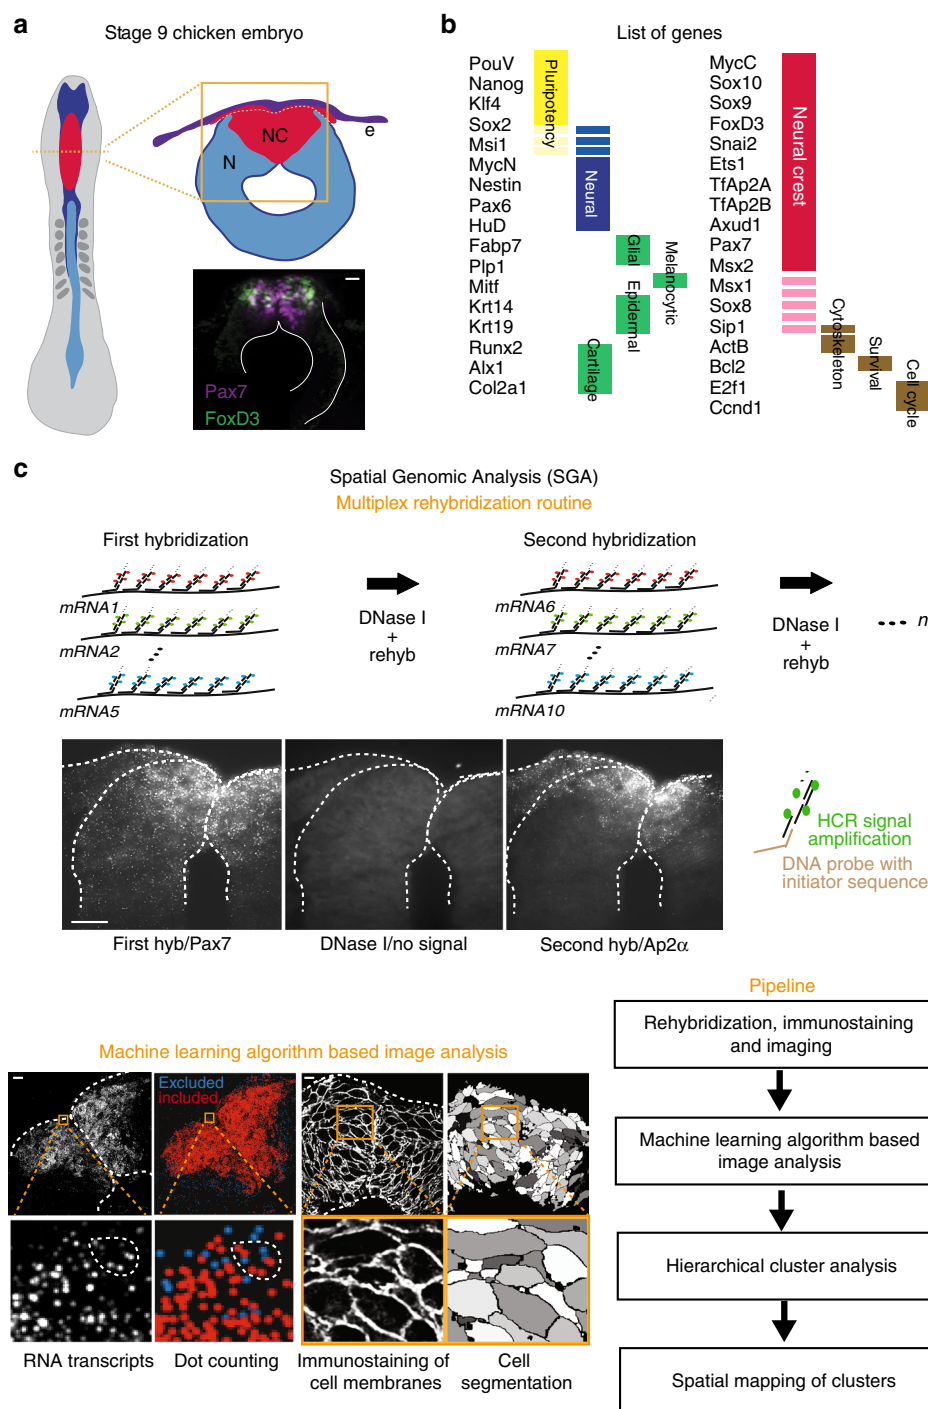 a
Stage 9 chicken embryo
NC
N
e
Pax7
FoxD3
b
List of genes
PouV
Nanog
Klf4
Sox2
Msi1
MycN
Nestin
Pax6
HuD
Fabp7
Plp1
Mitf
Krt14
Krt19
Runx2
Alx1
Col2a1
Pluripotency
Neural
Glial
Melanocytic
Epidermal
Cartilage
MycC
Sox10
Sox9
FoxD3
Snai2
Ets1
TfAp2A
TfAp2B
Axud1
Pax7
Msx2
Msx1
Sox8
Sip1
ActB
Bcl2
E2f1
Ccnd1
Neural crest
Cytoskeleton
Survival
Cell cycle
c
Spatial Genomic Analysis (SGA)
Multiplex rehybridization routine
First hybridization
mRNA1
mRNA2
mRNA5
DNase I
+
rehyb
Second hybridization
mRNA6
mRNA7
mRNA10
DNase I
+
rehyb
n
First hyb/Pax7
DNase I/no signal
Second hyb/Ap2α
HCR signal
amplification
DNA probe with
initiator sequence
Machine learning algorithm based image analysis
Excluded
included
RNA transcripts
Dot counting
Immunostaining of
cell membranes
Cell
segmentation
Pipeline
Rehybridization, immunostaining
and imaging
Machine learning algorithm based
image analysis
Hierarchical cluster analysis
Spatial mapping of clusters